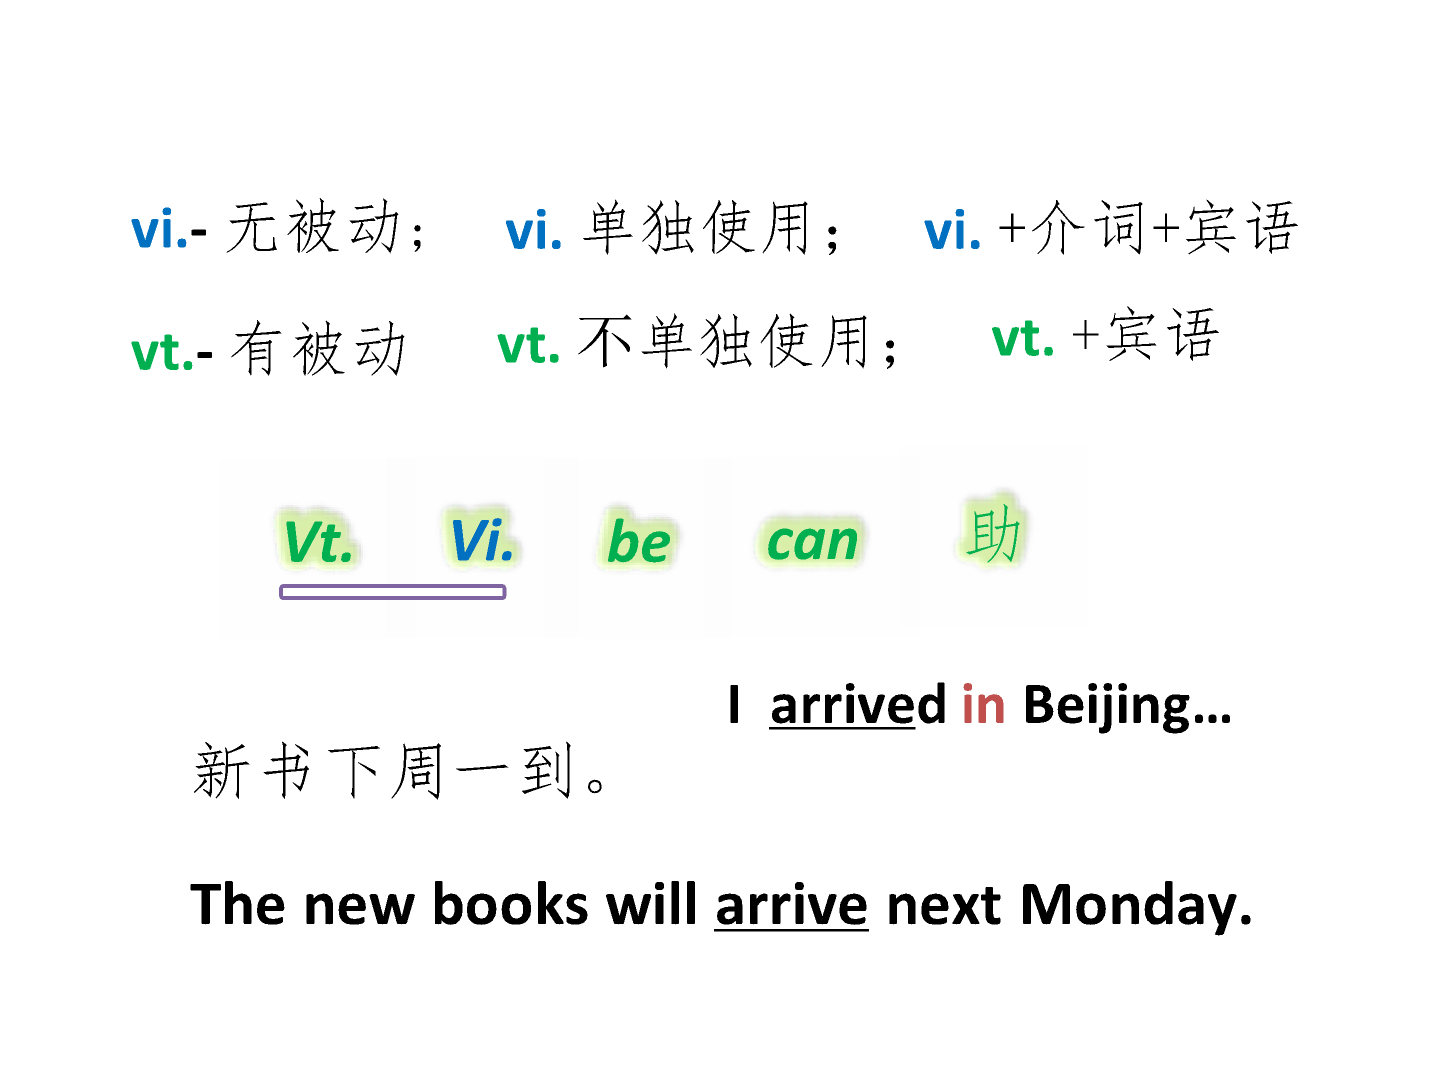 vi.- 无被动； vi. 单独使用； vi. +介词+宾语
vt.- 有被动 vt. 不单独使用； vt. +宾语
Vt. Vi. be can 助
I arrived in Beijing...
新书下周一到。
The new books will arrive next Monday.